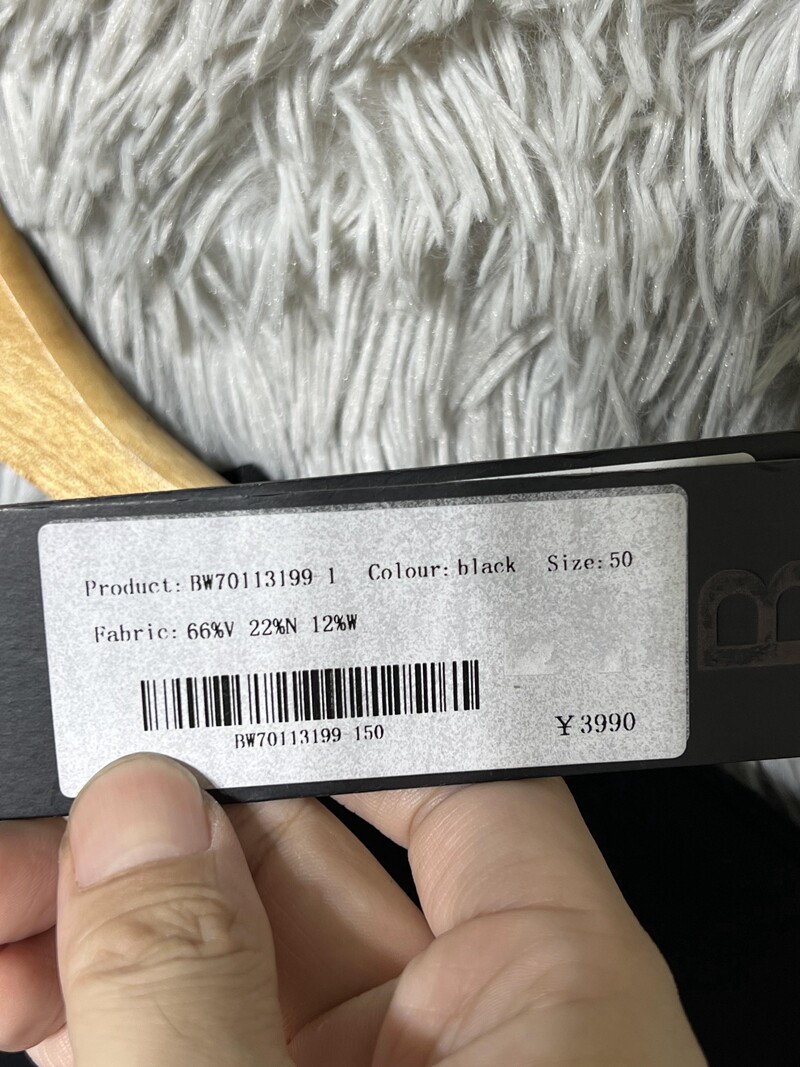 Product: BW70113199 1 Colour: black Size: 50
Fabric: 66%V 22%N 12%W
BW70113199 150
¥3990
B